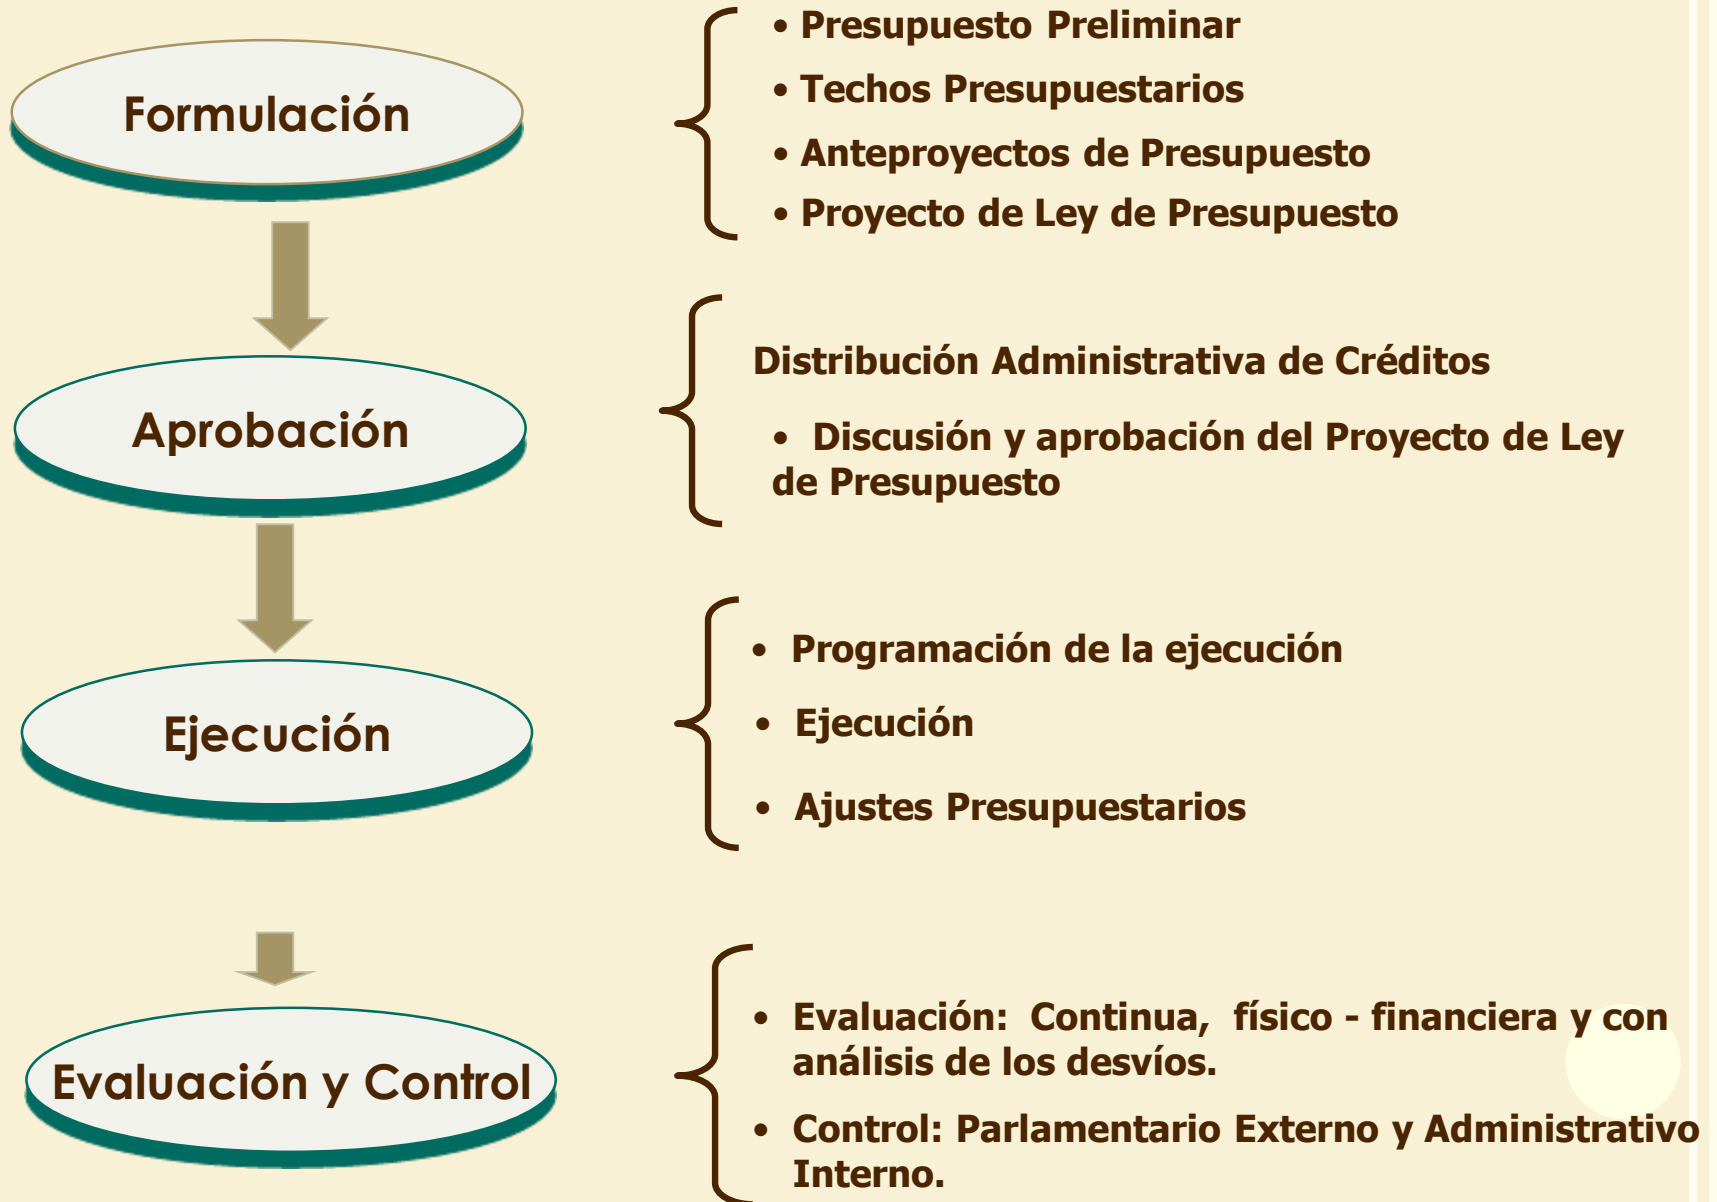 Formulación
• Presupuesto Preliminar
• Techos Presupuestarios
• Anteproyectos de Presupuesto
• Proyecto de Ley de Presupuesto
Aprobación
Distribución Administrativa de Créditos
• Discusión y aprobación del Proyecto de Ley
de Presupuesto
Ejecución
• Programación de la ejecución
• Ejecución
• Ajustes Presupuestarios
Evaluación y Control
• Evaluación: Continua, físico - financiera y con
análisis de los desvíos.
• Control: Parlamentario Externo y Administrativo
Interno.